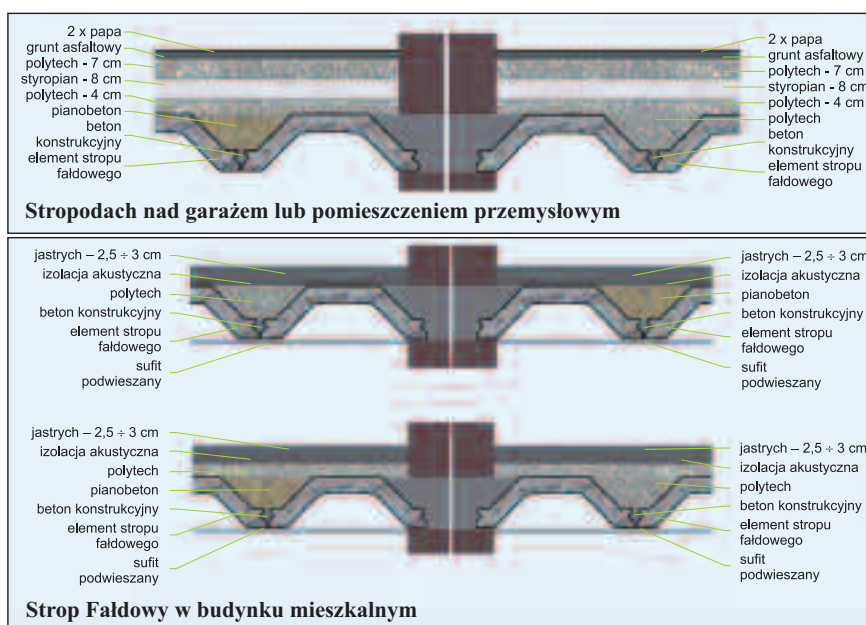 2 x papa
grunt asfaltowy
polytech - 7 cm
styropian - 8 cm
polytech - 4 cm
pianobeton
beton
konstrukcyjny
element stropu
fałdowego
2 x papa
grunt asfaltowy
polytech - 7 cm
styropian - 8 cm
polytech - 4 cm
polytech
beton
konstrukcyjny
element stropu
fałdowego
Stropodach nad garażem lub pomieszczeniem przemysłowym
jastrych – 2,5 ÷ 3 cm
izolacja akustyczna
polytech
beton konstrukcyjny
element stropu
fałdowego
sufit
podwieszany
jastrych – 2,5 ÷ 3 cm
izolacja akustyczna
pianobeton
beton konstrukcyjny
element stropu
fałdowego
sufit
podwieszany
jastrych – 2,5 ÷ 3 cm
izolacja akustyczna
polytech
pianobeton
beton konstrukcyjny
element stropu
fałdowego
sufit
podwieszany
jastrych – 2,5 ÷ 3 cm
izolacja akustyczna
polytech
beton konstrukcyjny
element stropu
fałdowego
sufit
podwieszany
Strop Fałdowy w budynku mieszkalnym